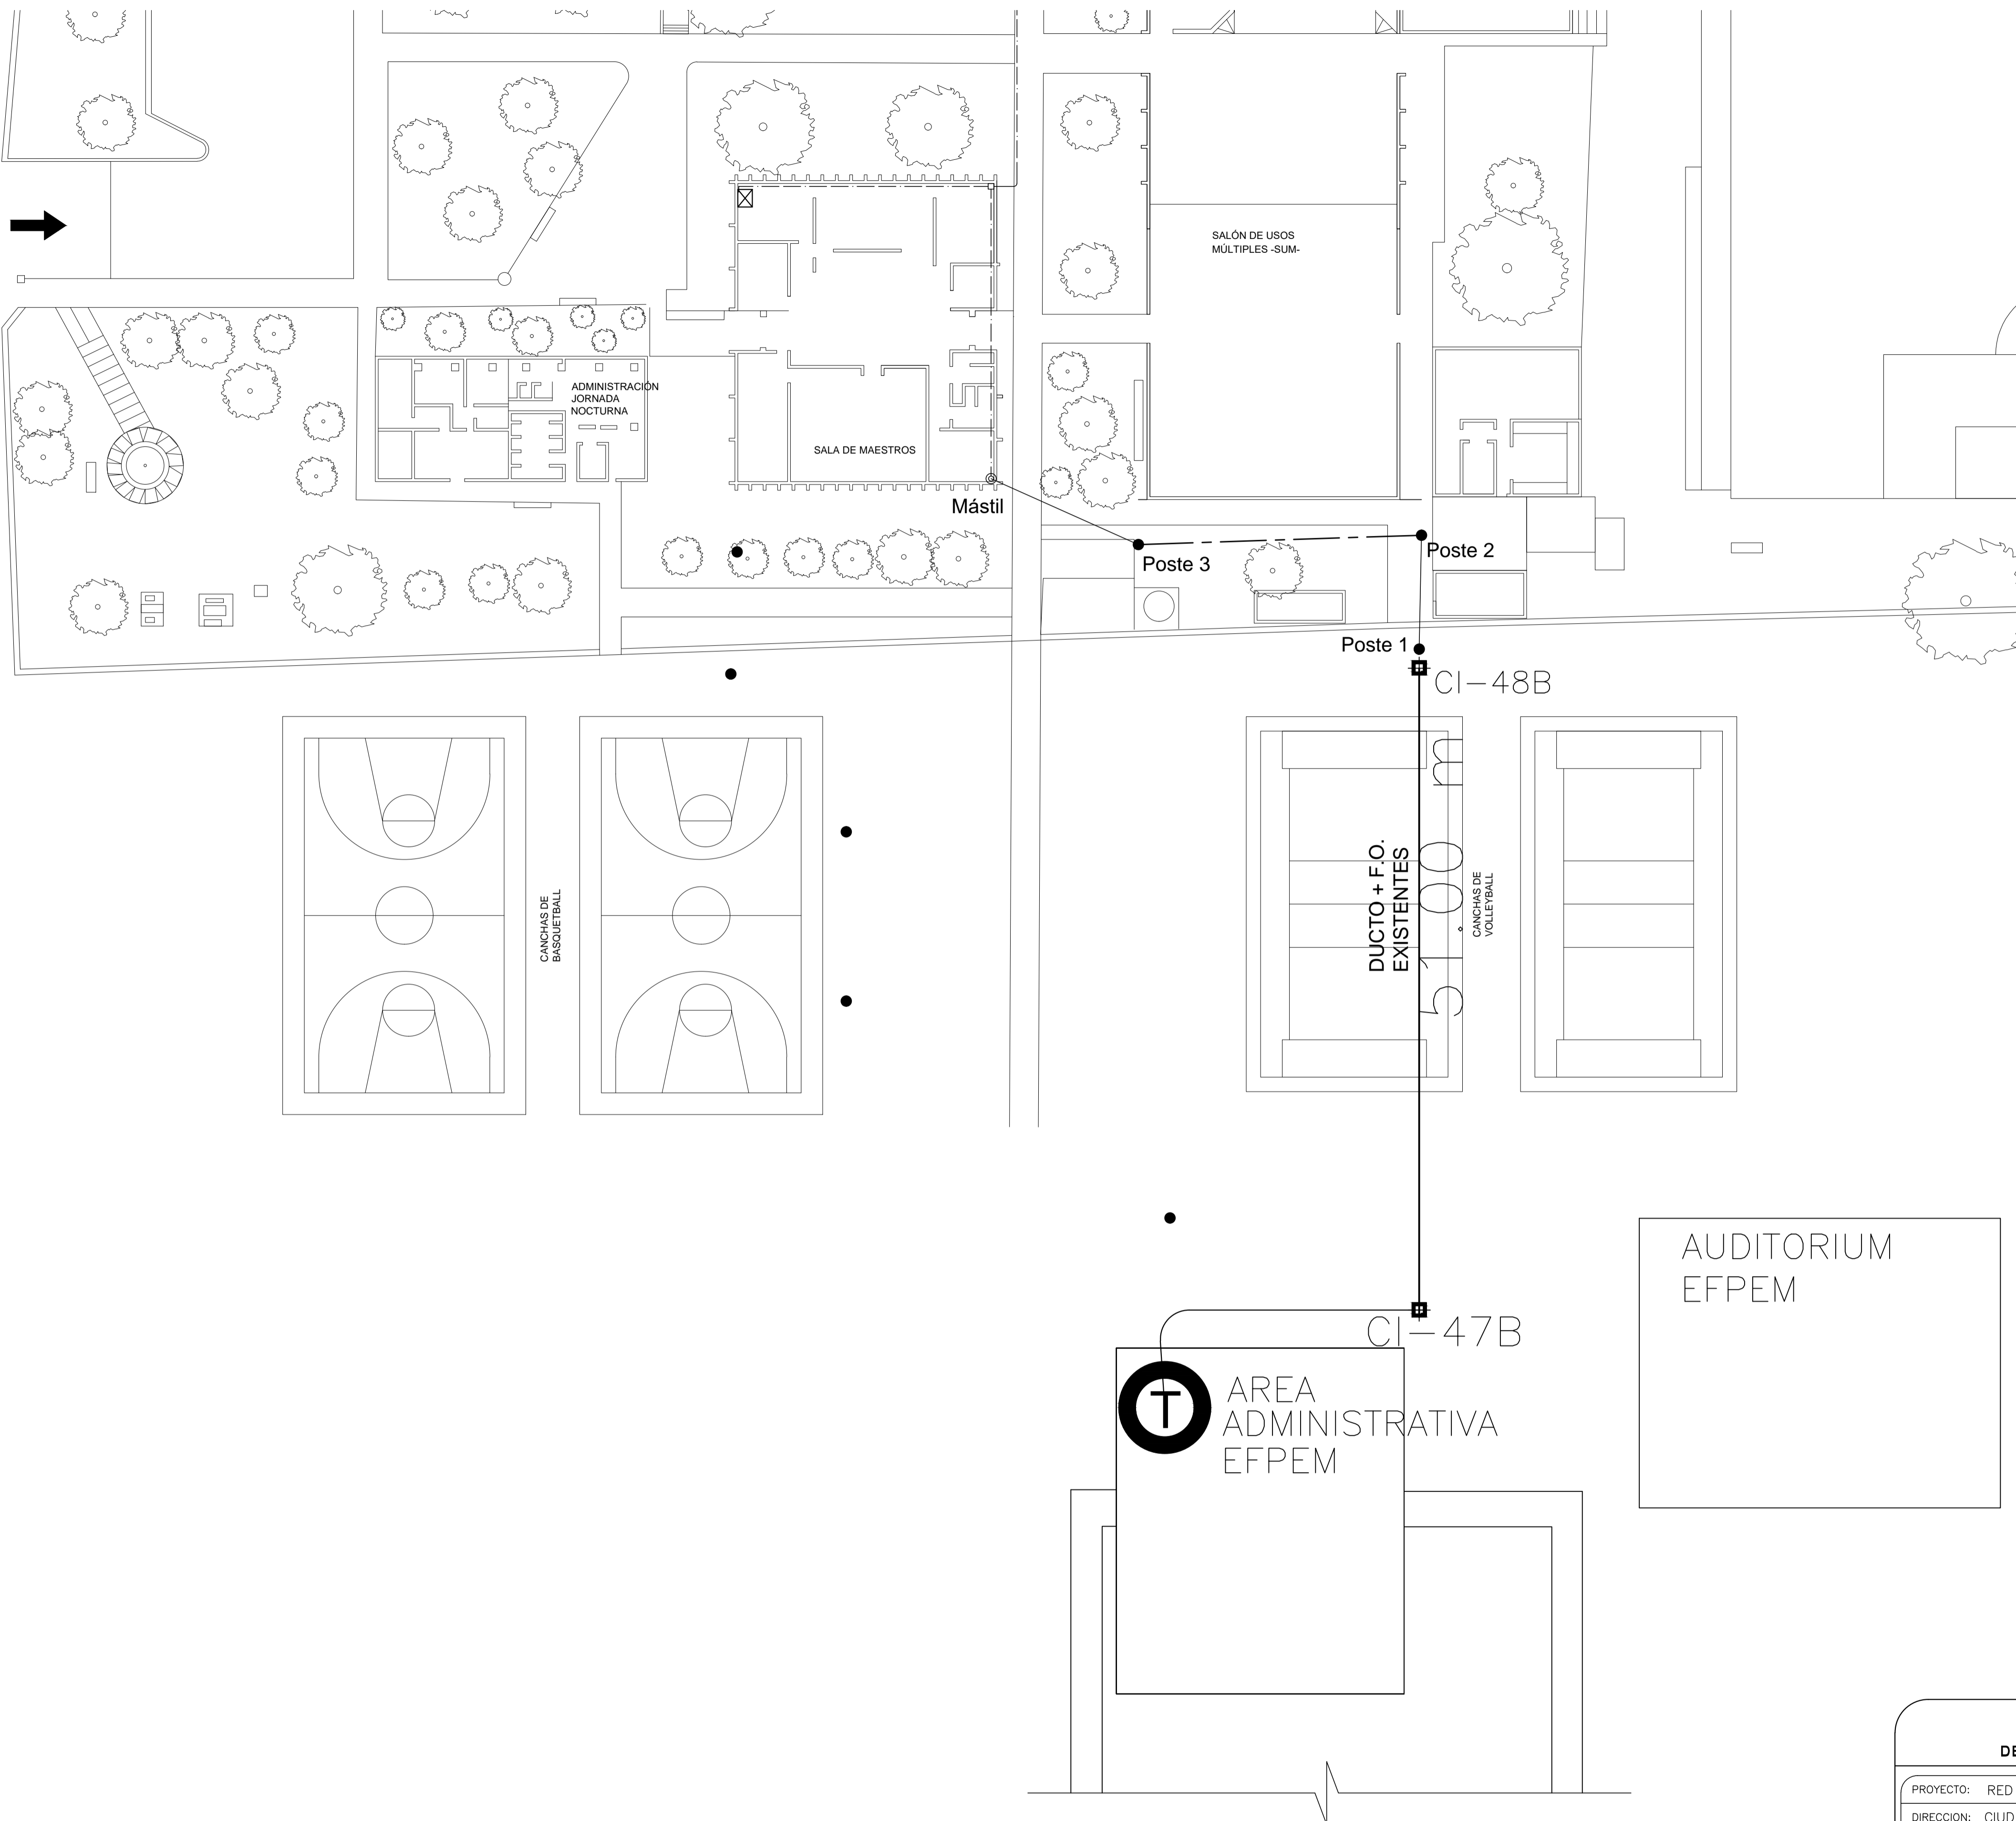 SALÓN DE USOS
MÚLTIPLES -SUM-
ADMINISTRACIÓN
JORNADA
NOCTURNA
SALA DE MAESTROS
Mástil
Poste 3
Poste 2
Poste 1
CI-48B
51.00 m
DUCTO + F.O.
EXISTENTES
CANCHAS DE
VOLLEYBALL
CANCHAS DE
BASQUETBALL
AUDITORIUM
EFPEM
CI-47B
T
AREA
ADMINISTRATIVA
EFPEM
PROYECTO: RED
DIRECCION: